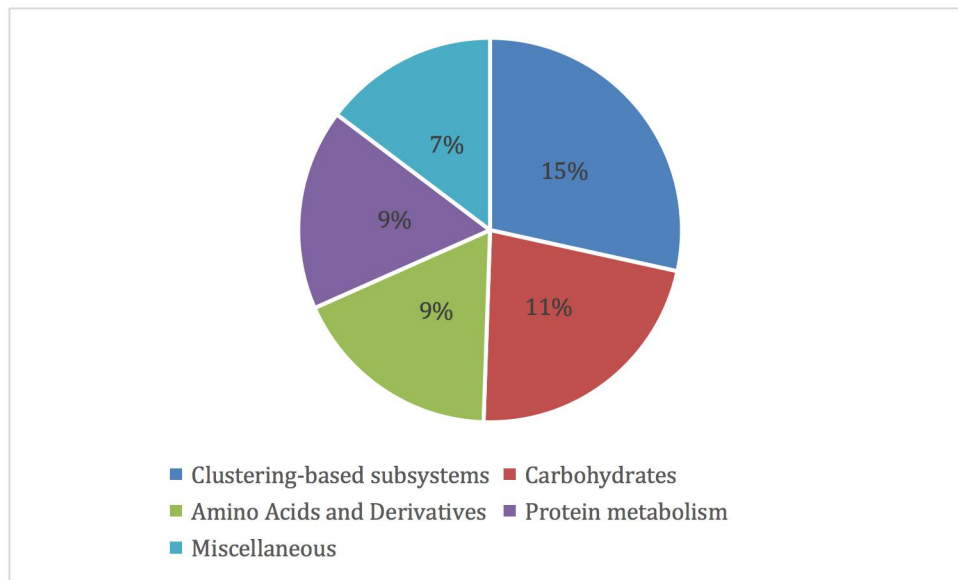 7%
15%
9%
9%
11%
Clustering-based subsystems Carbohydrates
Amino Acids and Derivatives Protein metabolism
Miscellaneous